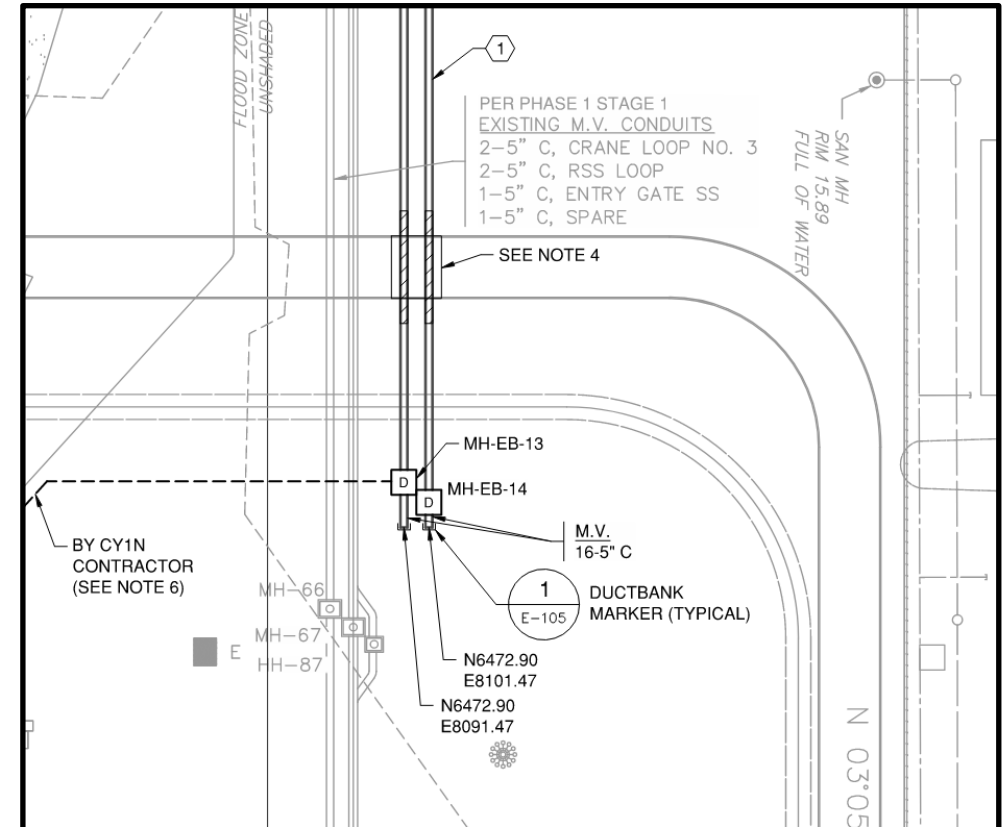 FLOOD ZONE
UNSHADED
1
PER PHASE 1 STAGE 1
EXISTING M.V. CONDUITS
2-5" C, CRANE LOOP NO. 3
2-5" C, RSS LOOP
1-5" C, ENTRY GATE SS
1-5" C, SPARE
SAN MH
RIM 15.89
FULL OF WATER
SEE NOTE 4
MH-EB-13
D
MH-EB-14
D
M.V.
16-5" C
BY CY1N
CONTRACTOR
(SEE NOTE 6)
1
E-105
DUCTBANK
MARKER (TYPICAL)
MH-66
MH-67
E
HH-87
N6472.90
E8101.47
N6472.90
E8091.47
N 03°05